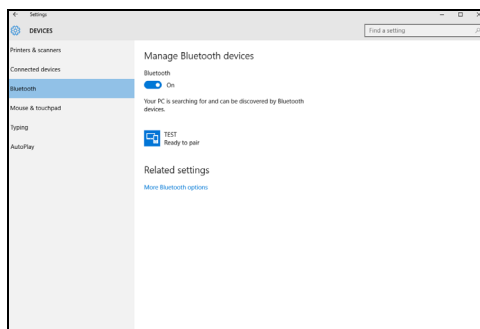 Settings
DEVICES
Find a setting
Printers & scanners
Connected devices
Bluetooth
Mouse & touchpad
Typing
AutoPlay
Manage Bluetooth devices
Bluetooth
On
Your PC is searching for and can be discovered by Bluetooth
devices.
TEST
Ready to pair
Related settings
More Bluetooth options